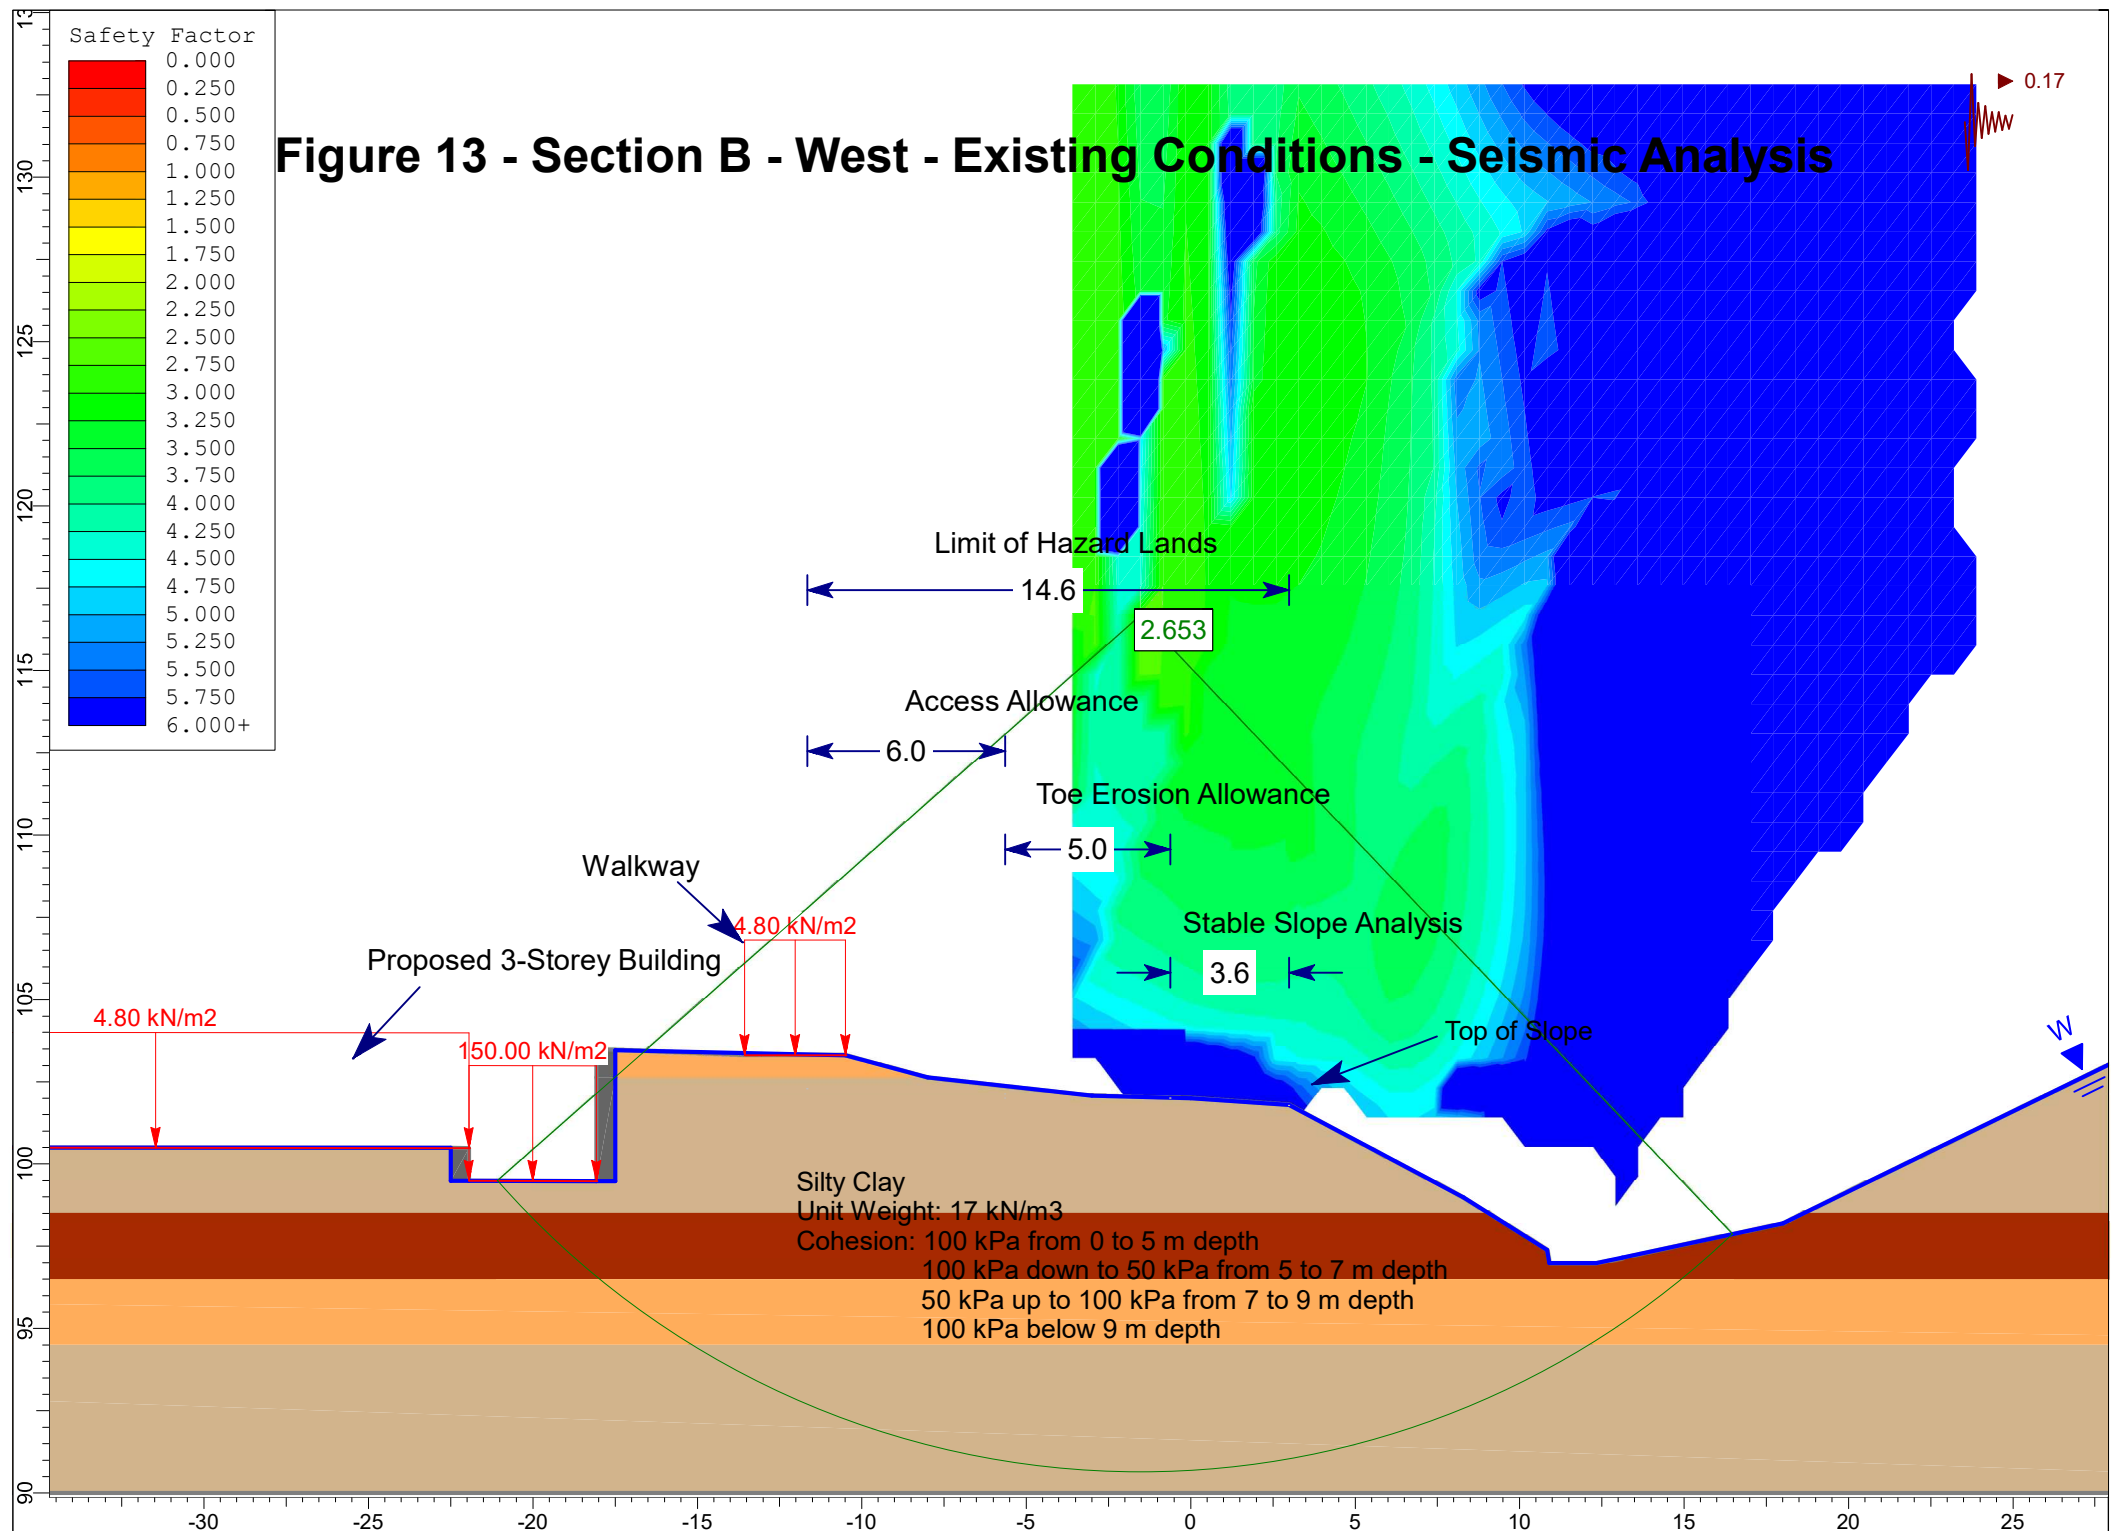 Safety Factor
0.000
0.250
0.500
0.750
1.000
1.250
1.500
1.750
2.000
2.250
2.500
2.750
3.000
3.250
3.500
3.750
4.000
4.250
4.500
4.750
5.000
5.250
5.500
5.750
6.000+
0.17
Figure 13 - Section B - West - Existing Conditions - Seismic Analysis
Limit of Hazard Lands
14.6
2.653
Access Allowance
6.0
Toe Erosion Allowance
5.0
Walkway
4.80 kN/m2
Stable Slope Analysis
3.6
Proposed 3-Storey Building
4.80 kN/m2
150.00 kN/m2
Top of Slope
W
Silty Clay
Unit Weight: 17 kN/m3
Cohesion: 100 kPa from 0 to 5 m depth
100 kPa down to 50 kPa from 5 to 7 m depth
50 kPa up to 100 kPa from 7 to 9 m depth
100 kPa below 9 m depth
130
125
120
115
110
105
100
95
90
-30 -25 -20 -15 -10 -5 0 5 10 15 20 25